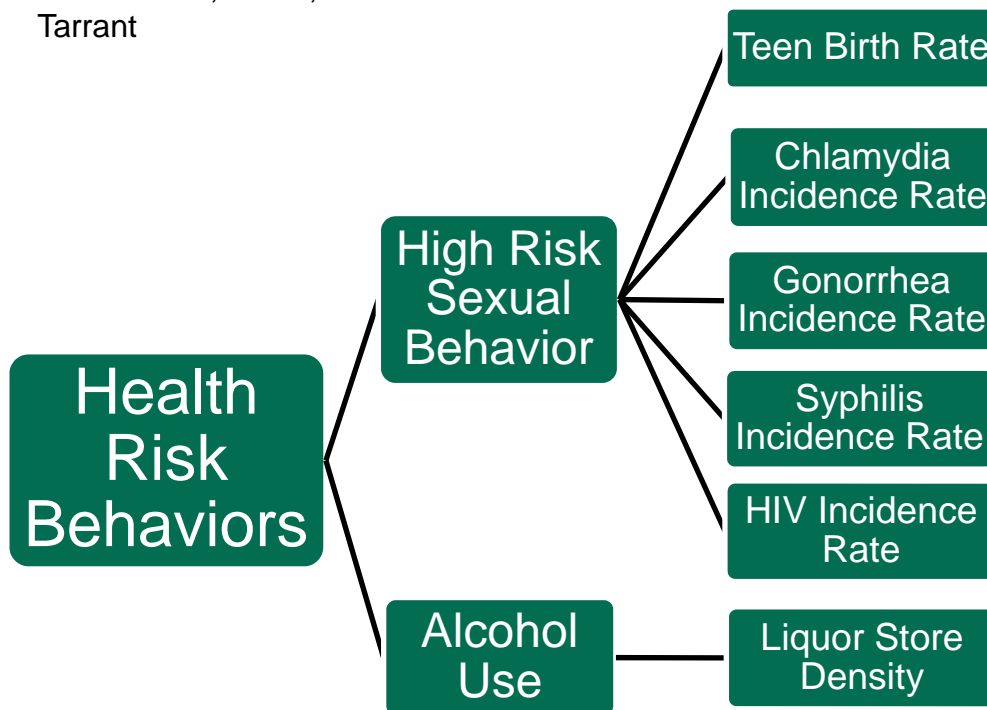 Tarrant
Teen Birth Rate
Chlamydia
Incidence Rate
High Risk
Sexual
Behavior
Gonorrhea
Incidence Rate
Health
Risk
Behaviors
Syphilis
Incidence Rate
HIV Incidence
Rate
Alcohol
Use
Liquor Store
Density